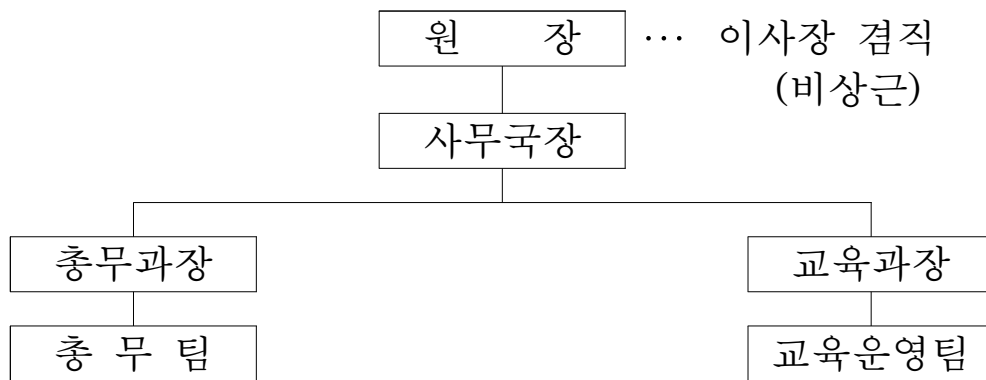 원 장 … 이사장 겸직
(비상근)
사무국장
총무과장 교육과장
총 무 팀 교육운영팀